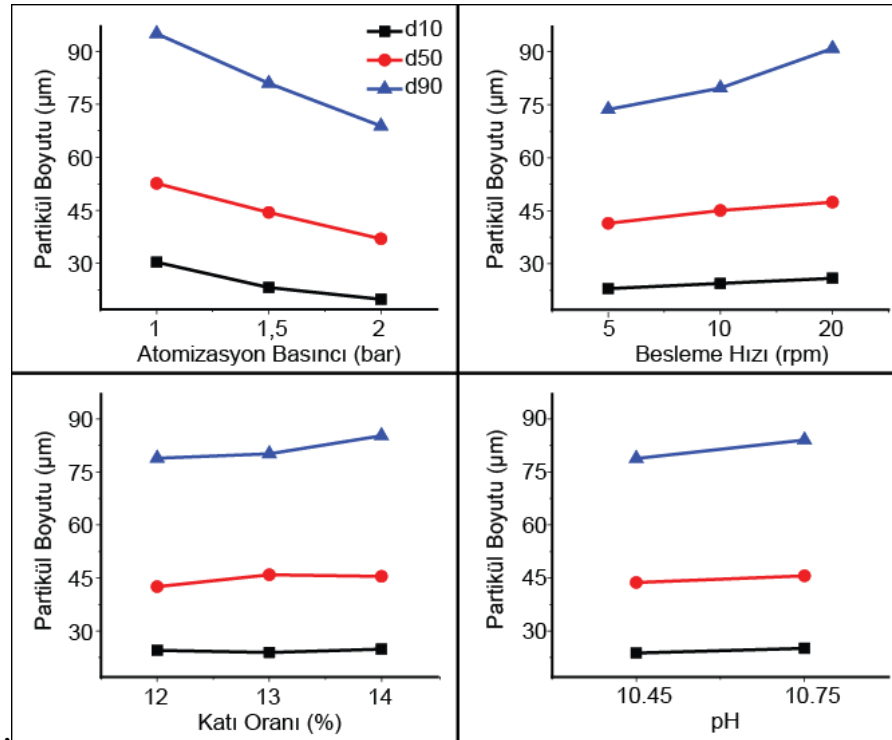 d10
d50
d90
90
75
60
45
30
Partikül Boyutu (µm)
1 1,5 2
Atomizasyon Basıncı (bar)
90
75
60
45
30
Partikül Boyutu (µm)
5 10 20
Besleme Hızı (rpm)
90
75
60
45
30
Partikül Boyutu (µm)
12 13 14
Katı Oranı (%)
90
75
60
45
30
Partikül Boyutu (µm)
10.45 10.75
pH